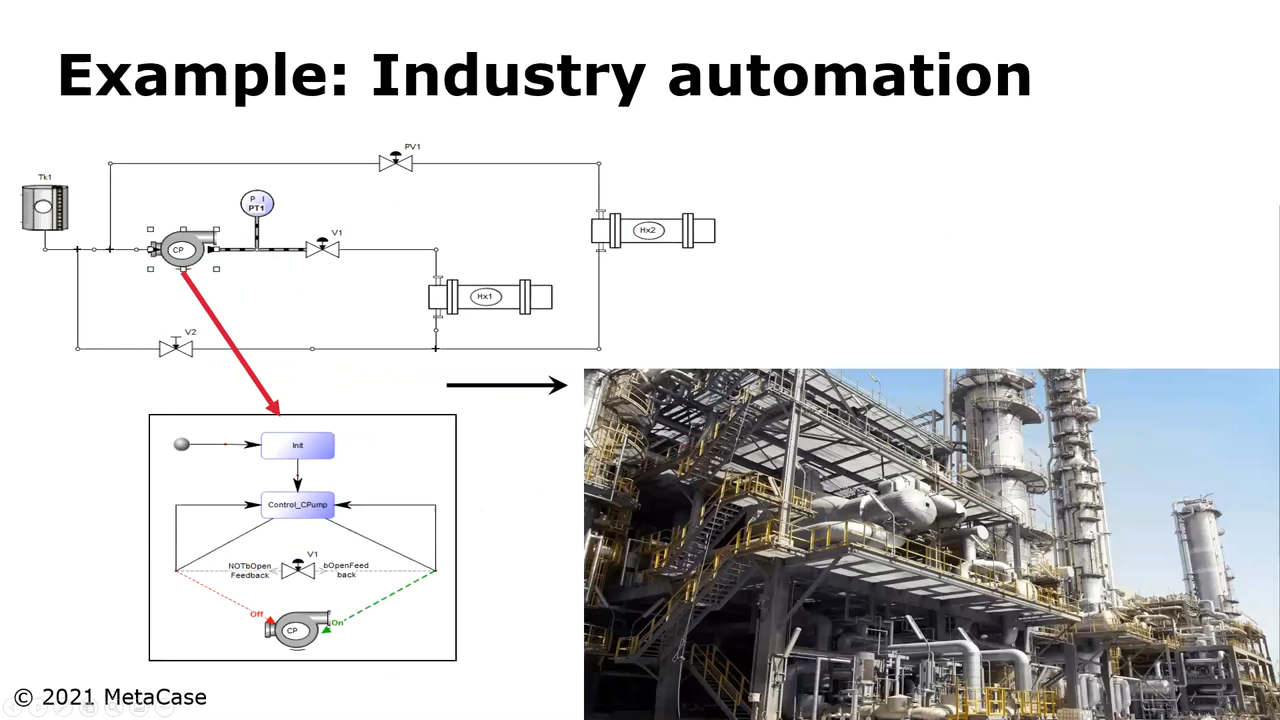 Example: Industry automation
PV1
Tk1
P I
PT1
V1
CP
Hx2
Hx1
V2
Init
Control_CPump
V1
NOTbOpen
Feedback
bOpenFeed
back
Off
On
CP
© 2021 MetaCase